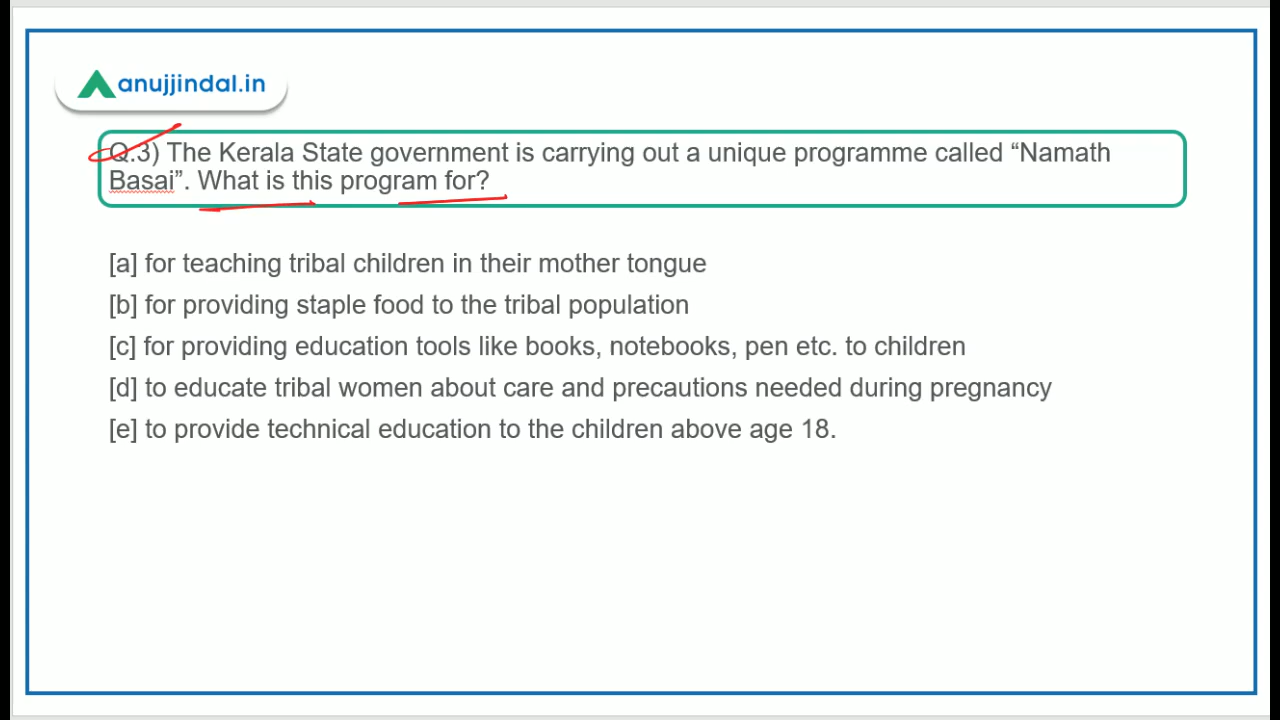 anujjindal.in
Q.3) The Kerala State government is carrying out a unique programme called “Namath
Basai”. What is this program for?
[a] for teaching tribal children in their mother tongue
[b] for providing staple food to the tribal population
[c] for providing education tools like books, notebooks, pen etc. to children
[d] to educate tribal women about care and precautions needed during pregnancy
[e] to provide technical education to the children above age 18.